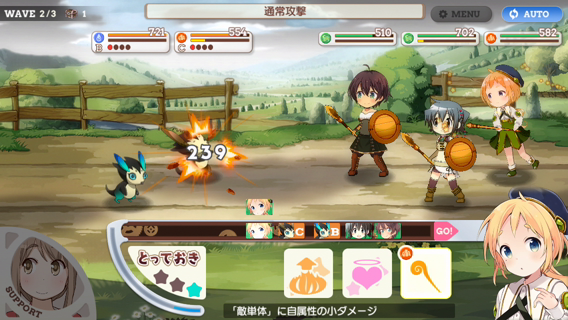 WAVE 2/3 1
通常攻撃
MENU
AUTO
721
B
554
C
510
702
582
239
C B GO!
とっておき
SUPPORT
「敵単体」に自属性の小ダメージ